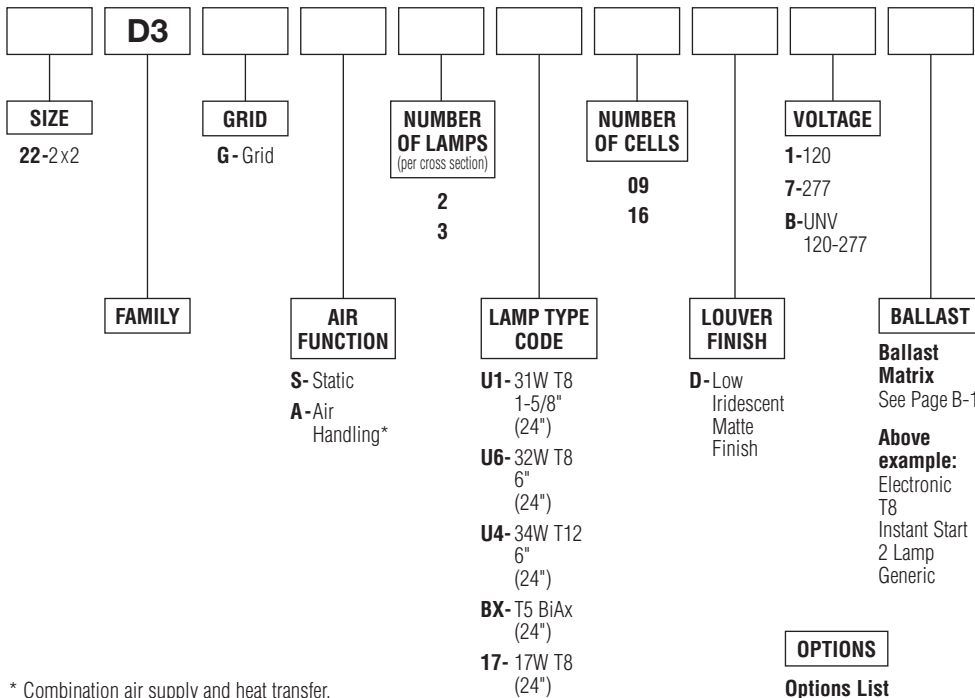 D3
SIZE
22-2x2
GRID
G- Grid
NUMBER
OF LAMPS
(per cross section)
2
3
NUMBER
OF CELLS
09
16
VOLTAGE
1-120
7-277
B-UNV
120-277
FAMILY
AIR
FUNCTION
S- Static
A-Air
Handling*
LAMP TYPE
CODE
U1- 31W T8
1-5/8"
(24")
U6- 32W T8
6"
(24")
U4- 34W T12
6"
(24")
BX- T5 BiAx
(24")
17- 17W T8
(24")
LOUVER
FINISH
D-Low
Iridescent
Matte
Finish
BALLAST
Ballast
Matrix
See Page B-1
Above
example:
Electronic
T8
Instant Start
2 Lamp
Generic
OPTIONS
Options List
* Combination air supply and heat transfer.